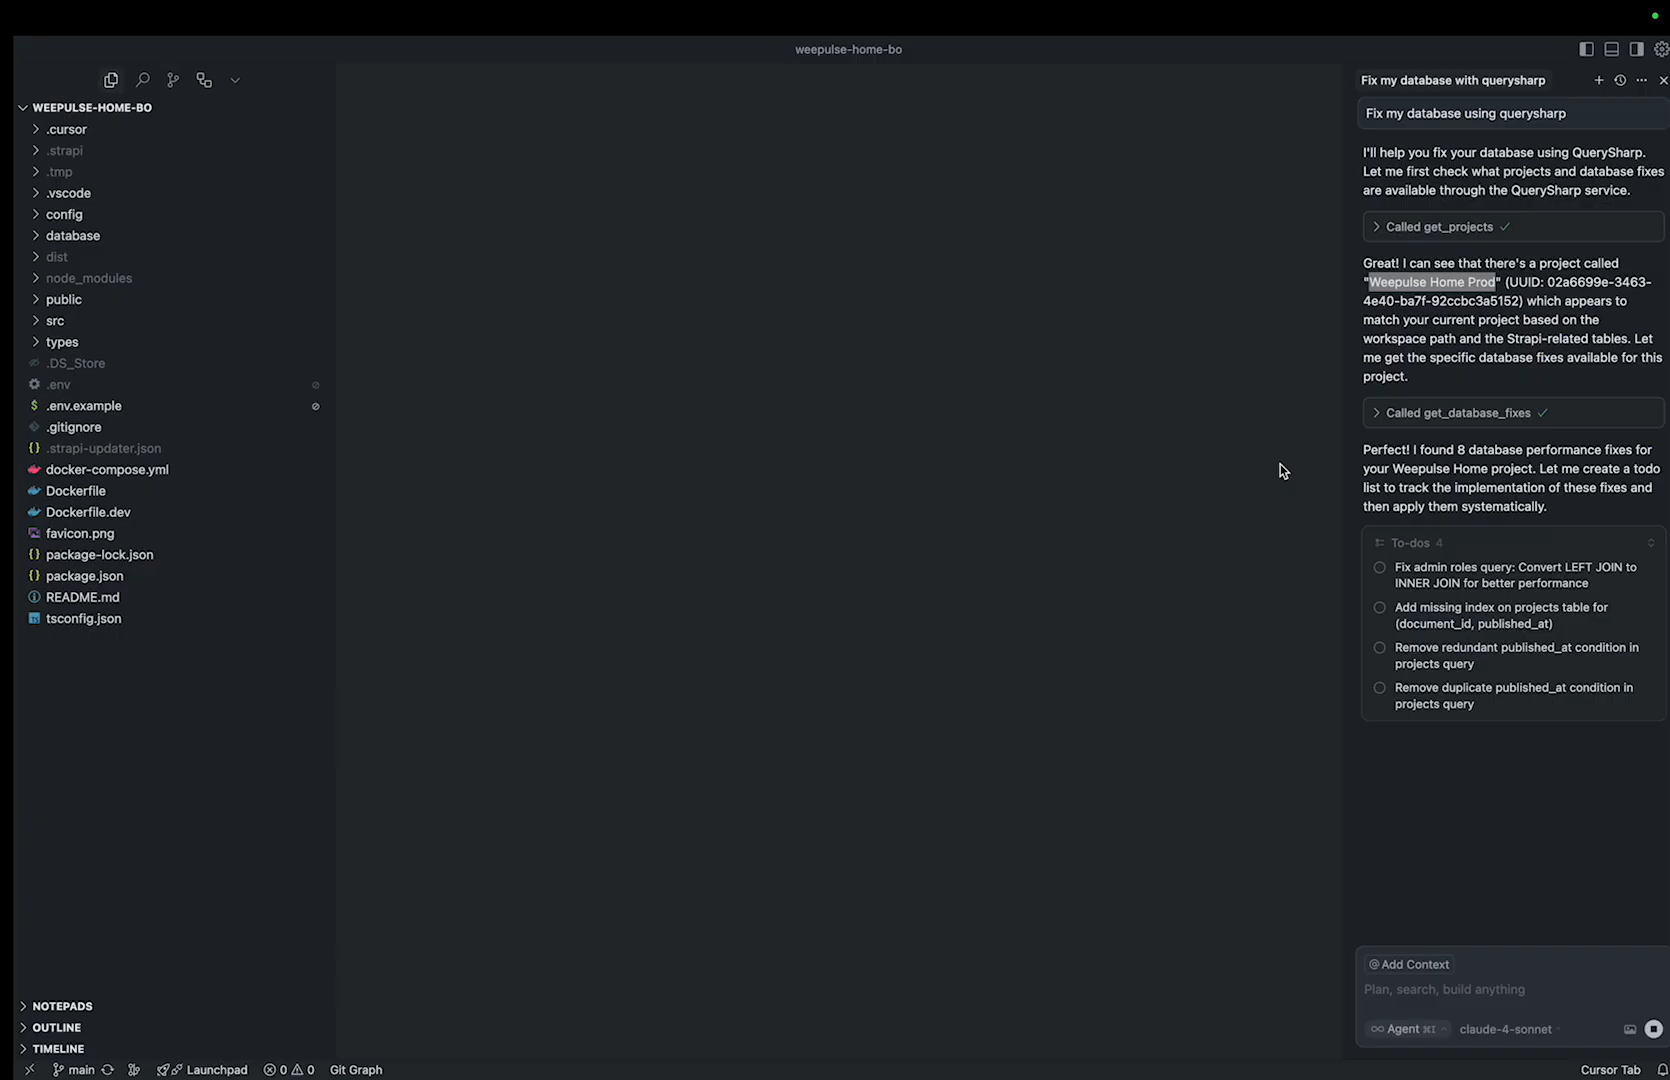 weepulse-home-bo
WEEPULSE-HOME-BO
.cursor
.strapi
.tmp
.vscode
config
database
dist
node_modules
public
src
types
.DS_Store
.env
.env.example
.gitignore
.strapi-updater.json
docker-compose.yml
Dockerfile
Dockerfile.dev
favicon.png
package-lock.json
package.json
README.md
tsconfig.json
NOTEPADS
OUTLINE
TIMELINE
Fix my database with querysharp
Fix my database using querysharp
I'll help you fix your database using QuerySharp.
Let me first check what projects and database fixes
are available through the QuerySharp service.
Called get_projects
Great! I can see that there's a project called
"Weepulse Home Prod" (UUID: 02a6699e-3463-
4e40-ba7f-92ccbc3a5152) which appears to
match your current project based on the
workspace path and the Strapi-related tables. Let
me get the specific database fixes available for this
project.
Called get_database_fixes
Perfect! I found 8 database performance fixes for
your Weepulse Home project. Let me create a todo
list to track the implementation of these fixes and
then apply them systematically.
To-dos 4
Fix admin roles query: Convert LEFT JOIN to
INNER JOIN for better performance
Add missing index on projects table for
(document_id, published_at)
Remove redundant published_at condition in
projects query
Remove duplicate published_at condition in
projects query
@ Add Context
Plan, search, build anything
Agent ⌘I claude-4-sonnet
main Launchpad 0 0 Git Graph Cursor Tab